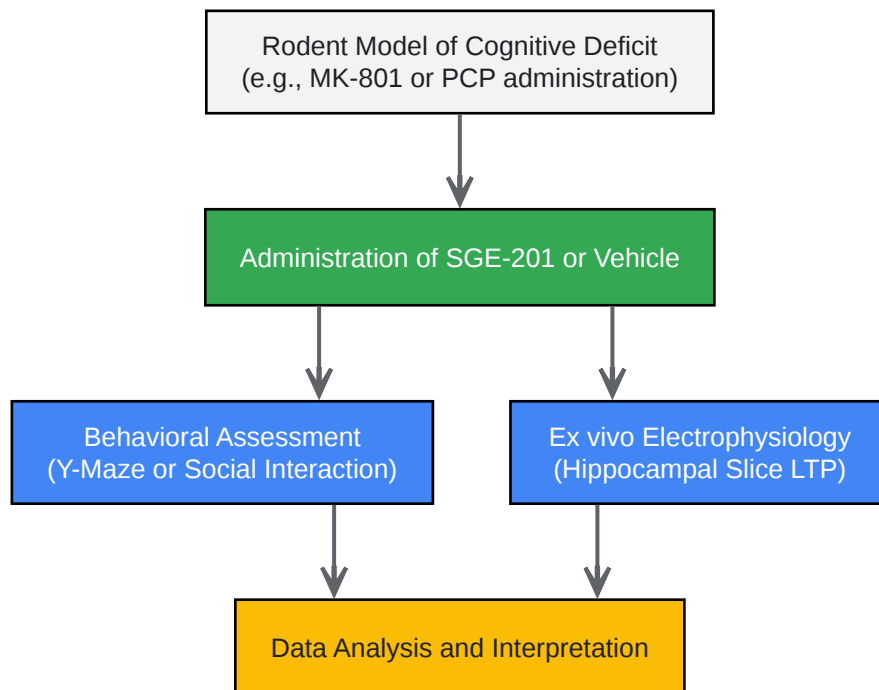 Rodent Model of Cognitive Deficit
(e.g., MK-801 or PCP administration)
Administration of SGE-201 or Vehicle
Behavioral Assessment
(Y-Maze or Social Interaction)
Ex vivo Electrophysiology
(Hippocampal Slice LTP)
Data Analysis and Interpretation